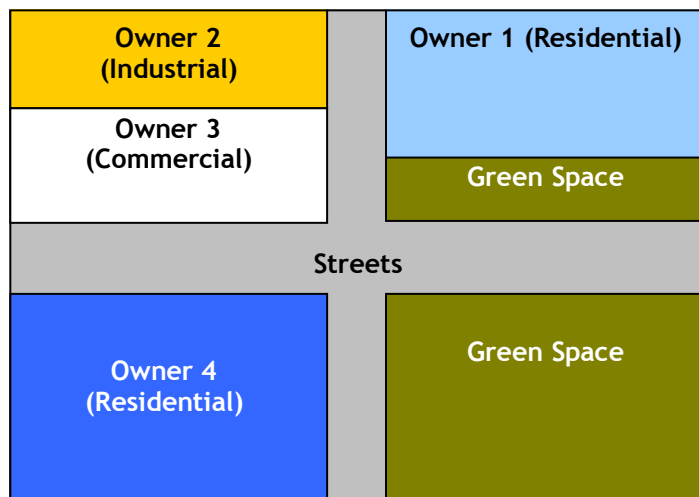 Owner 2
(Industrial)
Owner 1 (Residential)
Owner 3
(Commercial)
Green Space
Streets
Owner 4
(Residential)
Green Space